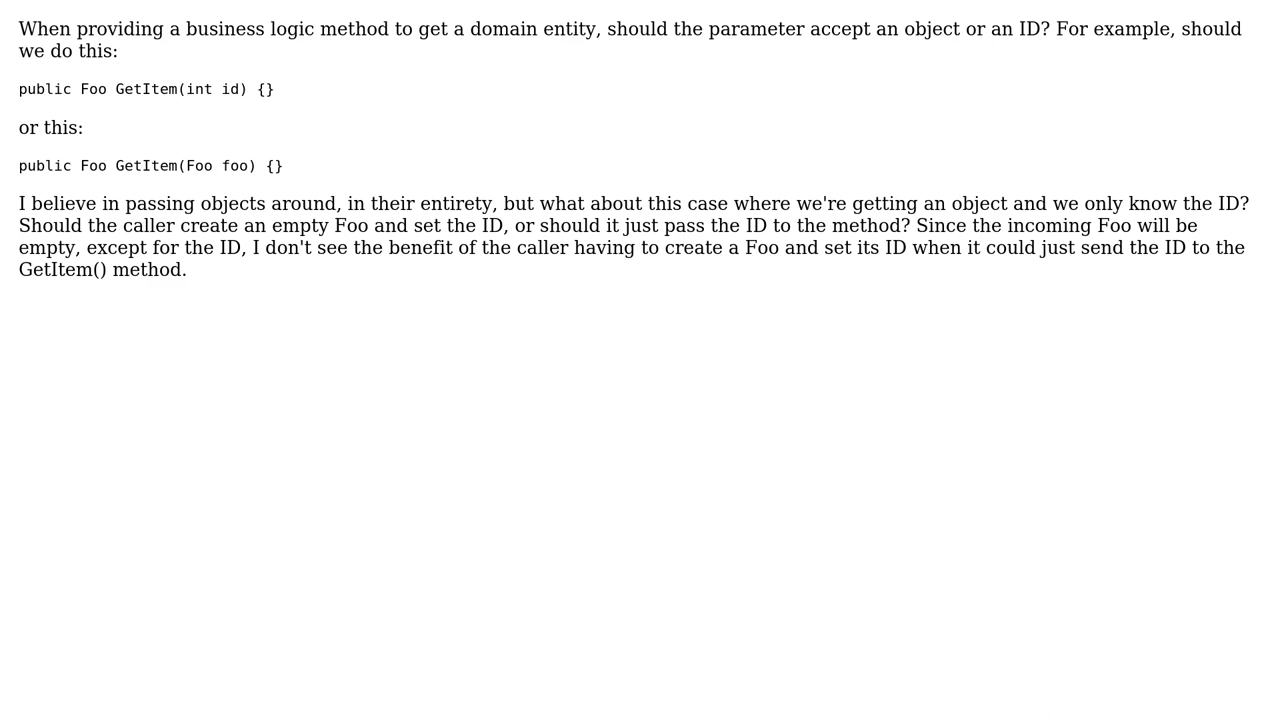 When providing a business logic method to get a domain entity, should the parameter accept an object or an ID? For example, should
we do this:
public Foo GetItem(int id) {}
or this:
public Foo GetItem(Foo foo) {}
I believe in passing objects around, in their entirety, but what about this case where we're getting an object and we only know the ID?
Should the caller create an empty Foo and set the ID, or should it just pass the ID to the method? Since the incoming Foo will be
empty, except for the ID, I don't see the benefit of the caller having to create a Foo and set its ID when it could just send the ID to the
GetItem() method.